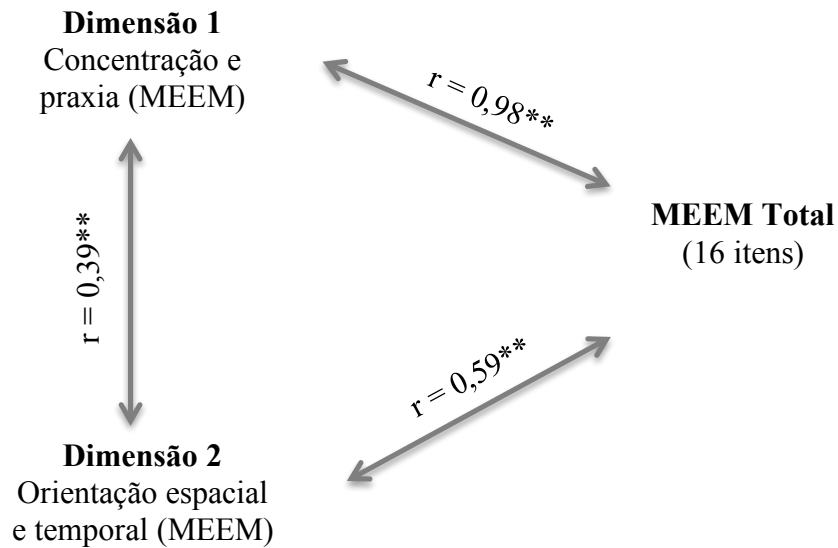 Dimensão 1
Concentração e
praxia (MEEM)
r = 0,98**
MEEM Total
(16 itens)
r = 0,39**
r = 0,59**
Dimensão 2
Orientação espacial
e temporal (MEEM)